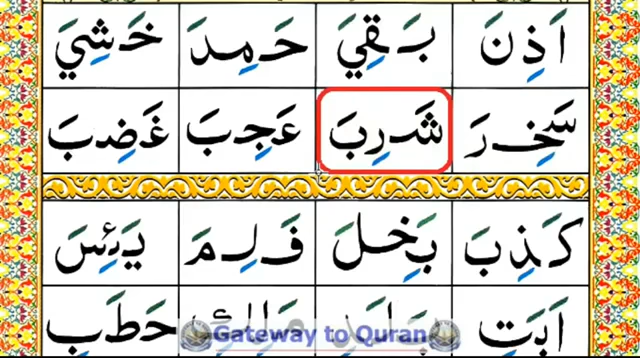 اَذِنَ بَقِيَ حَمِدَ خَشِيَ
سَخِرَ شَرِبَ عَجِبَ غَضِبَ
كَذِبَ بَخِلَ فَلِمَ يَئِسَ
اَبَتِ حَطَبِ
Gateway to Quran